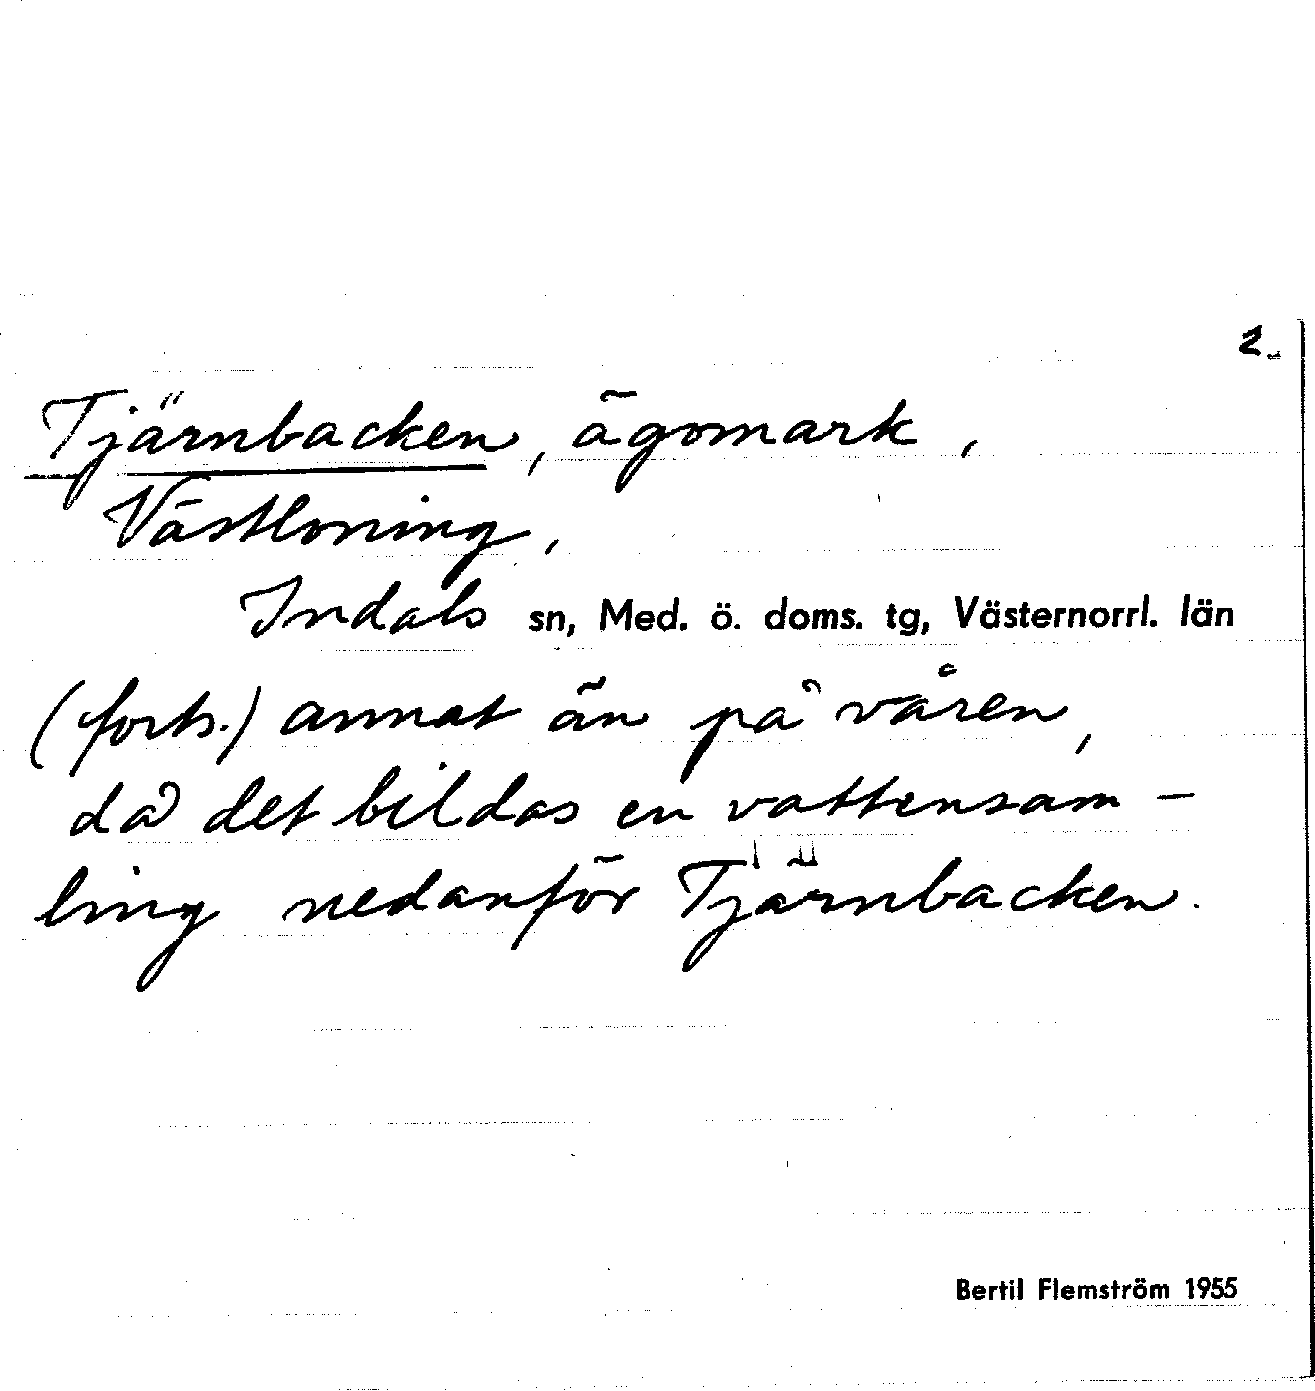 2.
Tjärnbacken, ägomark,
Västloning,
Indals sn, Med. ö. doms. tg, Västernorrl. län
(forts.) annat än på våren,
då det bildas en vattensam-
ling nedanför Tjärnbacken.
Bertil Flemström 1955